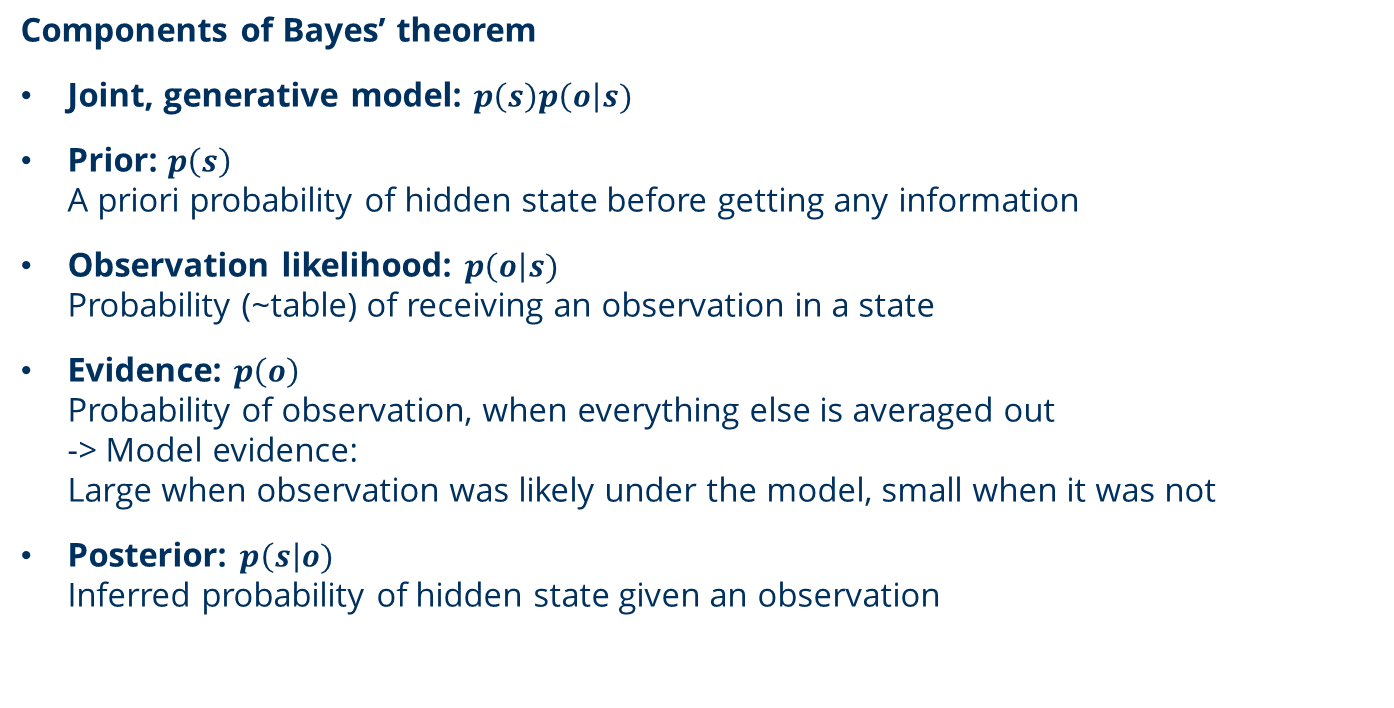 Components of Bayes’ theorem
• Joint, generative model: p(s)p(o|s)
• Prior: p(s)
A priori probability of hidden state before getting any information
• Observation likelihood: p(o|s)
Probability (~table) of receiving an observation in a state
• Evidence: p(o)
Probability of observation, when everything else is averaged out
-> Model evidence:
Large when observation was likely under the model, small when it was not
• Posterior: p(s|o)
Inferred probability of hidden state given an observation